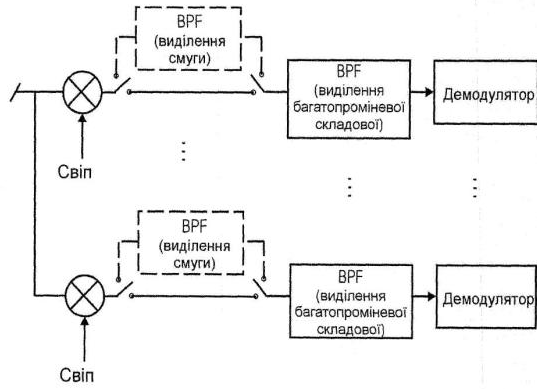 BPF
(виділення
смуги)
BPF
(виділення
багатопроміневої
складової)
Демодулятор
Свіп
BPF
(виділення
смуги)
BPF
(виділення
багатопроміневої
складової)
Демодулятор
Свіп